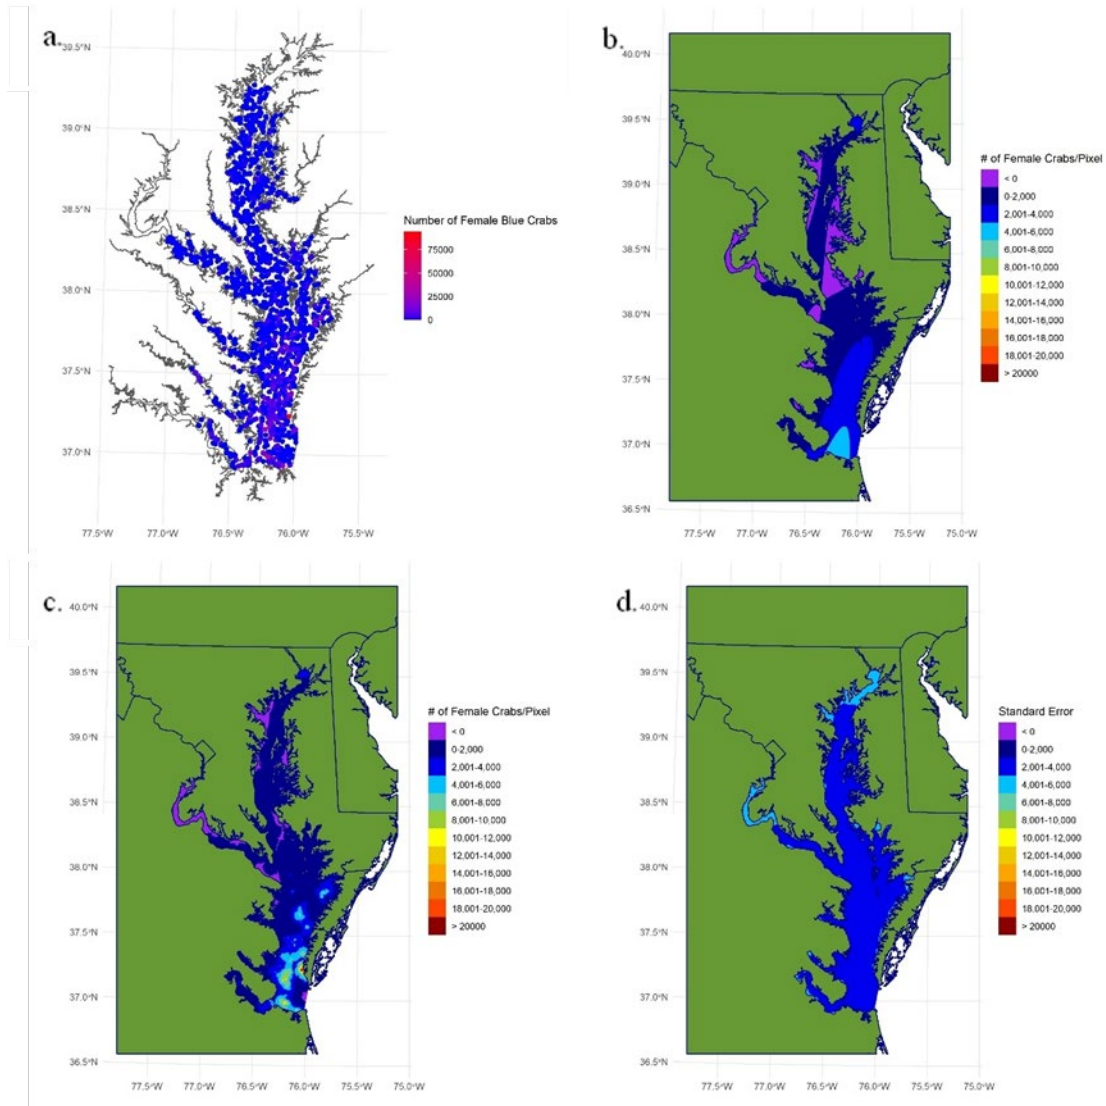 a.
39.5°N
39.0°N
38.5°N
38.0°N
37.5°N
37.0°N
77.5°W 77.0°W 76.5°W 76.0°W 75.5°W
Number of Female Blue Crabs
75000
50000
25000
0
b.
40.0°N
39.5°N
39.0°N
38.5°N
38.0°N
37.5°N
37.0°N
36.5°N
77.5°W 77.0°W 76.5°W 76.0°W 75.5°W 75.0°W
# of Female Crabs/Pixel
< 0
0-2,000
2,001-4,000
4,001-6,000
6,001-8,000
8,001-10,000
10,001-12,000
12,001-14,000
14,001-16,000
16,001-18,000
18.001-20,000
> 20000
c.
40.0°N
39.5°N
39.0°N
38.5°N
38.0°N
37.5°N
37.0°N
36.5°N
77.5°W 77.0°W 76.5°W 76.0°W 75.5°W 75.0°W
# of Female Crabs/Pixel
< 0
0-2,000
2,001-4,000
4,001-6,000
6,001-8,000
8,001-10,000
10,001-12,000
12,001-14,000
14,001-16,000
16,001-18,000
18.001-20,000
> 20000
d.
40.0°N
39.5°N
39.0°N
38.5°N
38.0°N
37.5°N
37.0°N
36.5°N
77.5°W 77.0°W 76.5°W 76.0°W 75.5°W 75.0°W
Standard Error
< 0
0-2,000
2,001-4,000
4,001-6,000
6,001-8,000
8,001-10,000
10,001-12,000
12,001-14,000
14,001-16,000
16,001-18,000
18.001-20,000
> 20000